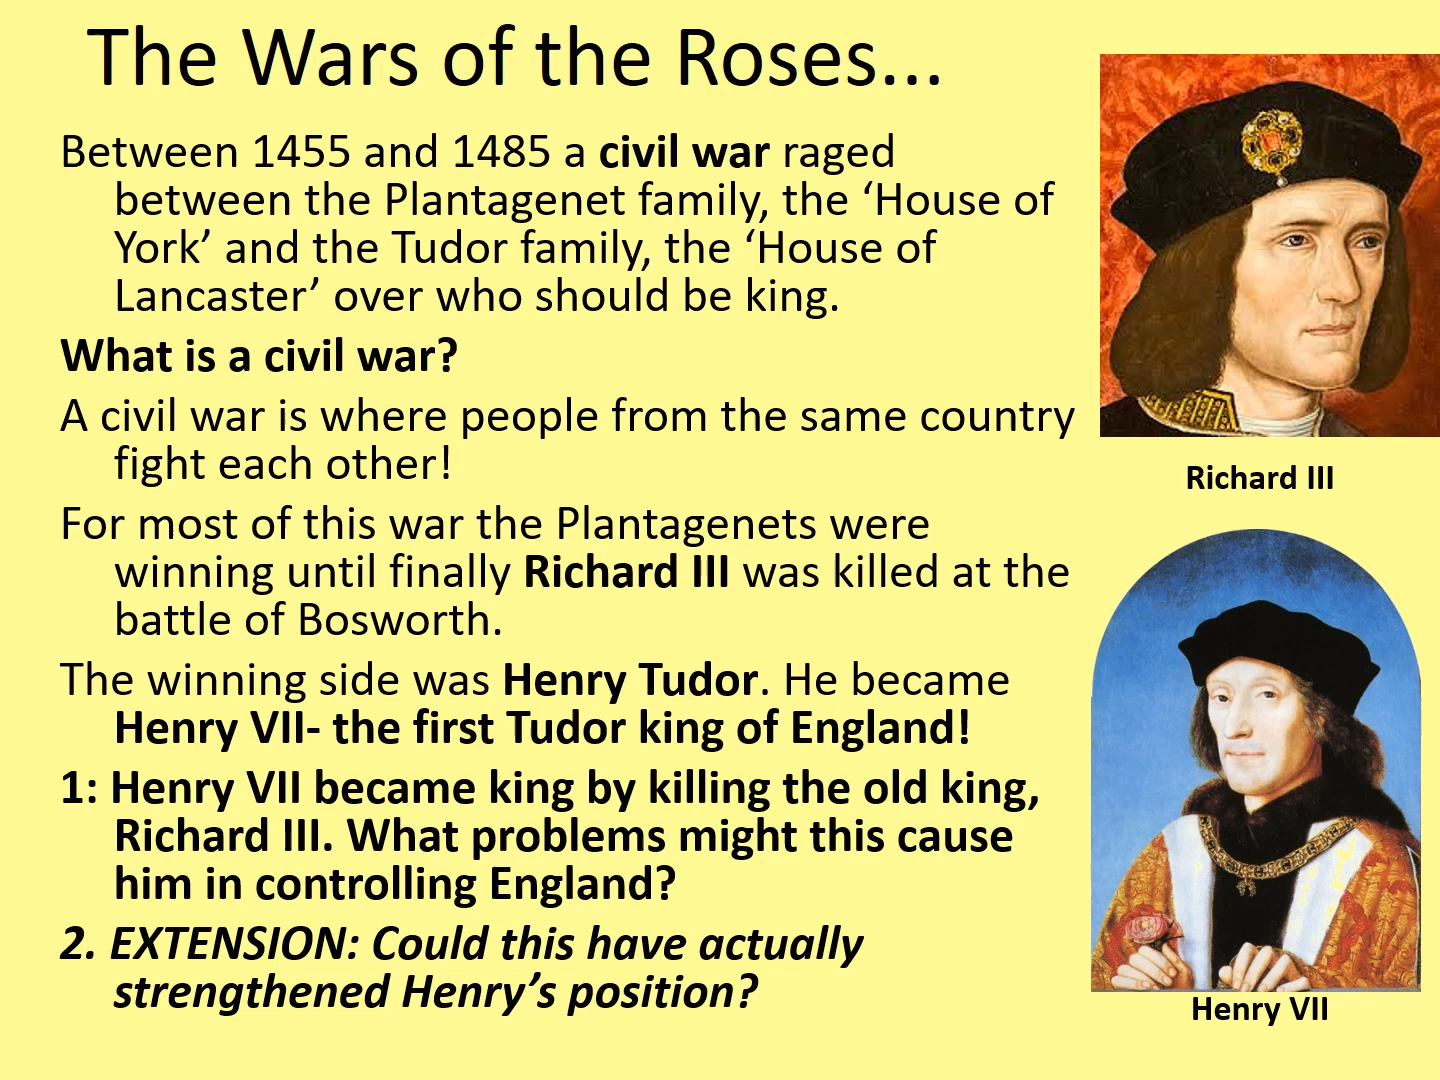 The Wars of the Roses...
Between 1455 and 1485 a civil war raged
between the Plantagenet family, the ‘House of
York’ and the Tudor family, the ‘House of
Lancaster’ over who should be king.
What is a civil war?
A civil war is where people from the same country
fight each other!
For most of this war the Plantagenets were
winning until finally Richard III was killed at the
battle of Bosworth.
The winning side was Henry Tudor. He became
Henry VII- the first Tudor king of England!
1: Henry VII became king by killing the old king,
Richard III. What problems might this cause
him in controlling England?
2. EXTENSION: Could this have actually
strengthened Henry’s position?
Richard III
Henry VII